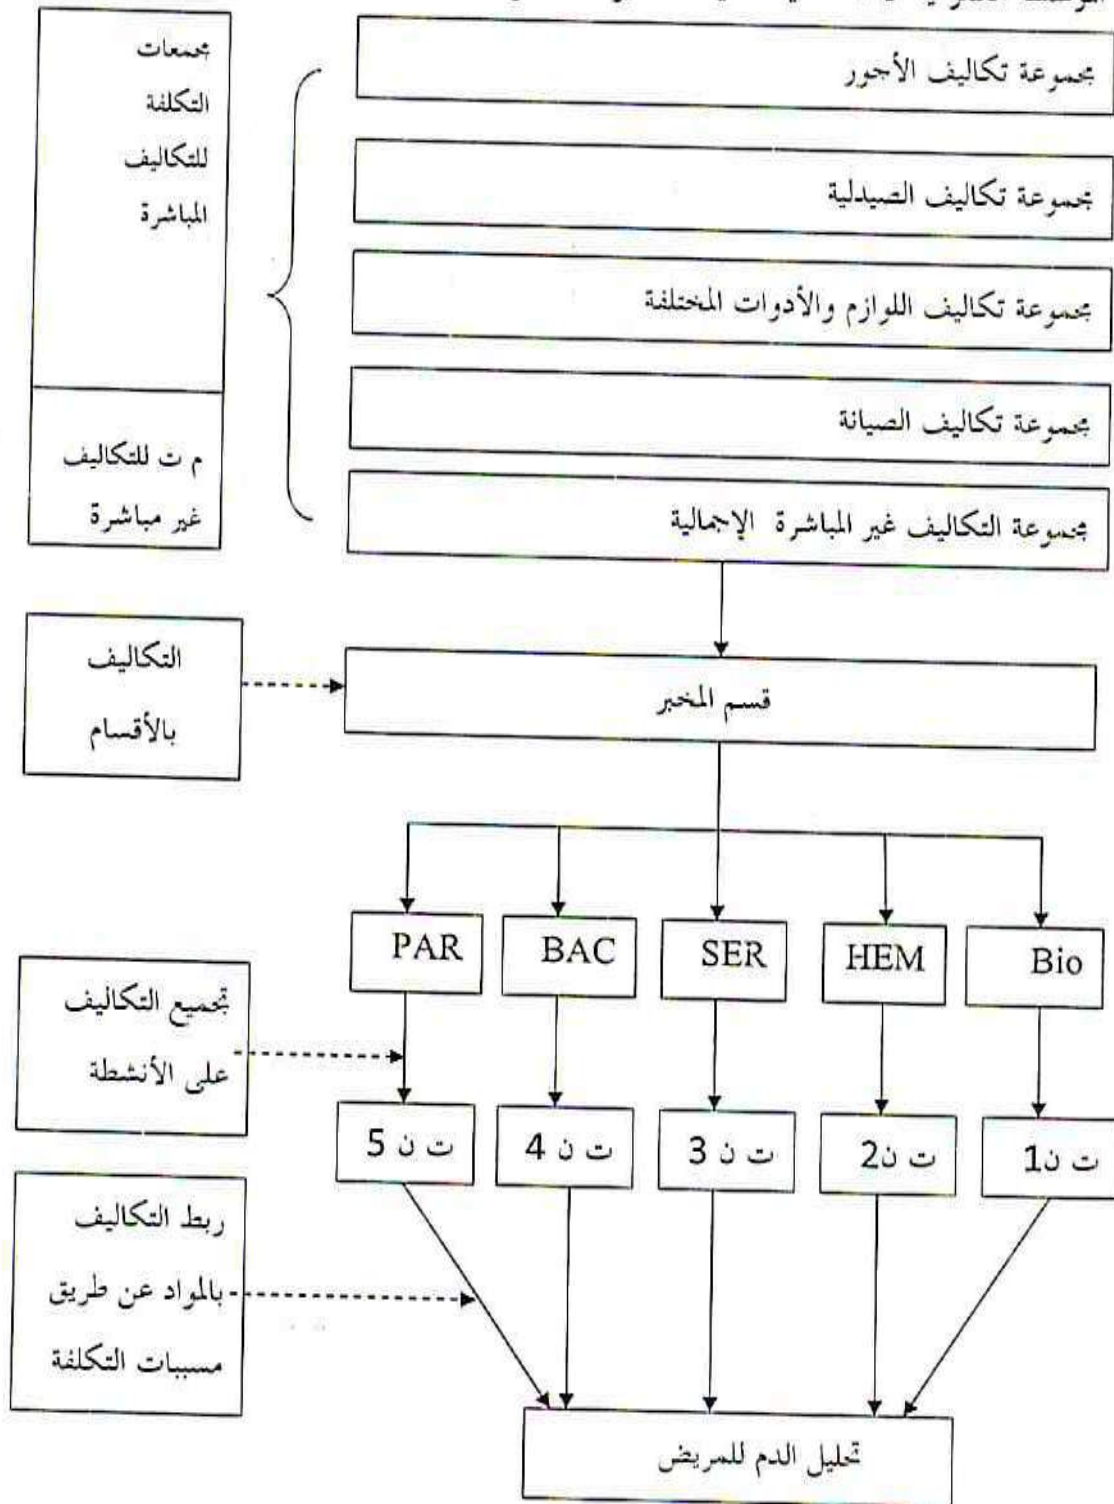 مجموعة تكاليف الأجور
مجموعة تكاليف الصيدلية
مجموعة تكاليف اللوازم والأدوات المختلفة
مجموعة تكاليف الصيانة
مجموعة التكاليف غير المباشرة الإجمالية
مجمعات
التكلفة
للتكاليف
المباشرة
م ت للتكاليف
غير مباشرة
قسم المخبر
التكاليف
بالأقسام
PAR BAC SER HEM Bio
تجميع التكاليف
على الأنشطة
ت ن1 ت ن2 ت ن 3 ت ن 4 ت ن 5
ربط التكاليف
بالمواد عن طريق
مسببات التكلفة
تحليل الدم للمريض